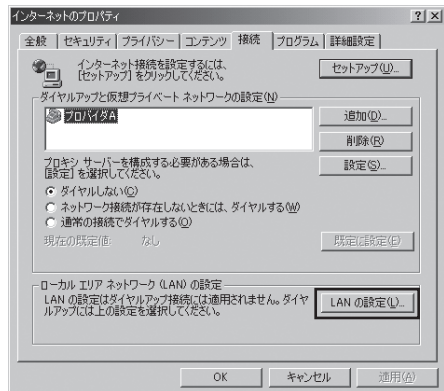 インターネットのプロパティ
全般 セキュリティ プライバシー コンテンツ 接続 プログラム 詳細設定
インターネット接続を設定するには、
[セットアップ] をクリックしてください。
セットアップ(U)...
ダイヤルアップと仮想プライベート ネットワークの設定(N)
プロバイダA
追加(D)...
削除(R)
プロキシ サーバーを構成する必要がある場合は、
[設定] を選択してください。
設定(S)...
ダイヤルしない(C)
ネットワーク接続が存在しないときには、ダイヤルする(W)
通常の接続でダイヤルする(O)
現在の既定値: なし
既定に設定(E)
ローカル エリア ネットワーク (LAN) の設定
LAN の設定はダイヤルアップ接続には適用されません。ダイヤ
ルアップには上の設定を選択してください。
LAN の設定(L)...
OK キャンセル 適用(A)